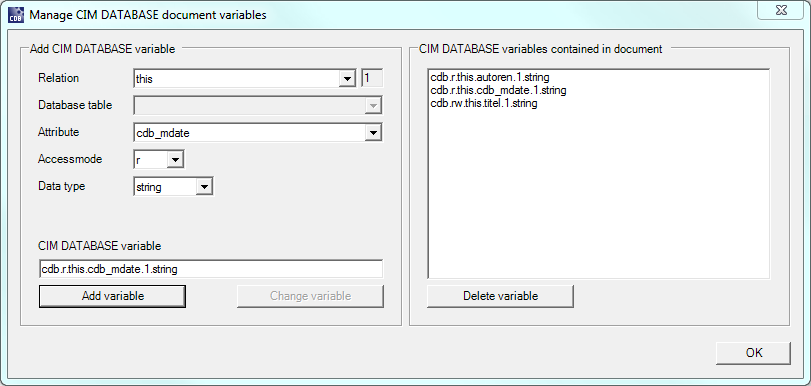 CDB
Manage CIM DATABASE document variables
Add CIM DATABASE variable
Relation this 1
Database table
Attribute cdb_mdate
Accessmode r
Data type string
CIM DATABASE variable
cdb.r.this.cdb_mdate.1.string
Add variable Change variable
CIM DATABASE variables contained in document
cdb.r.this.autoren.1.string
cdb.r.this.cdb_mdate.1.string
cdb.rw.this.titel.1.string
Delete variable
OK